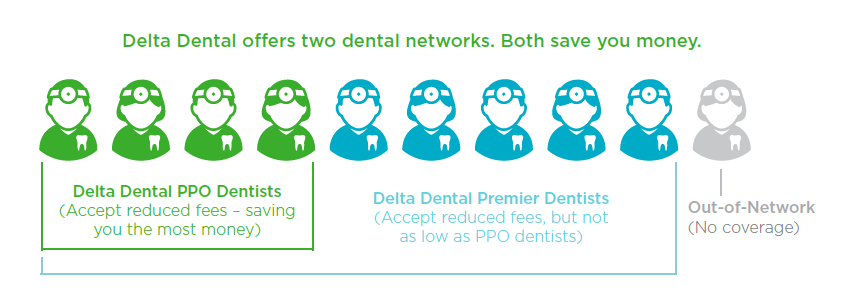 Delta Dental offers two dental networks. Both save you money.
Delta Dental PPO Dentists
(Accept reduced fees – saving
you the most money)
Delta Dental Premier Dentists
(Accept reduced fees, but not
as low as PPO dentists)
Out-of-Network
(No coverage)